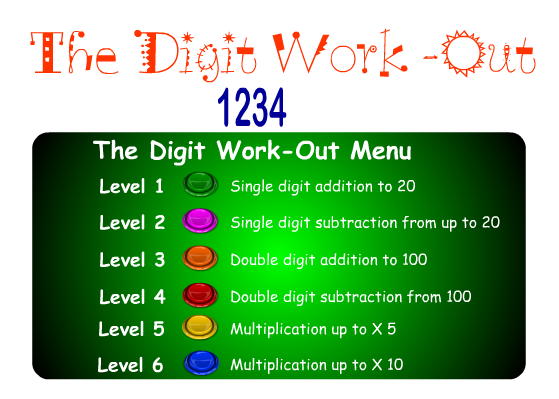 The Digit Work-Out
1234
The Digit Work-Out Menu
Level 1 Single digit addition to 20
Level 2 Single digit subtraction from up to 20
Level 3 Double digit addition to 100
Level 4 Double digit subtraction from 100
Level 5 Multiplication up to X 5
Level 6 Multiplication up to X 10